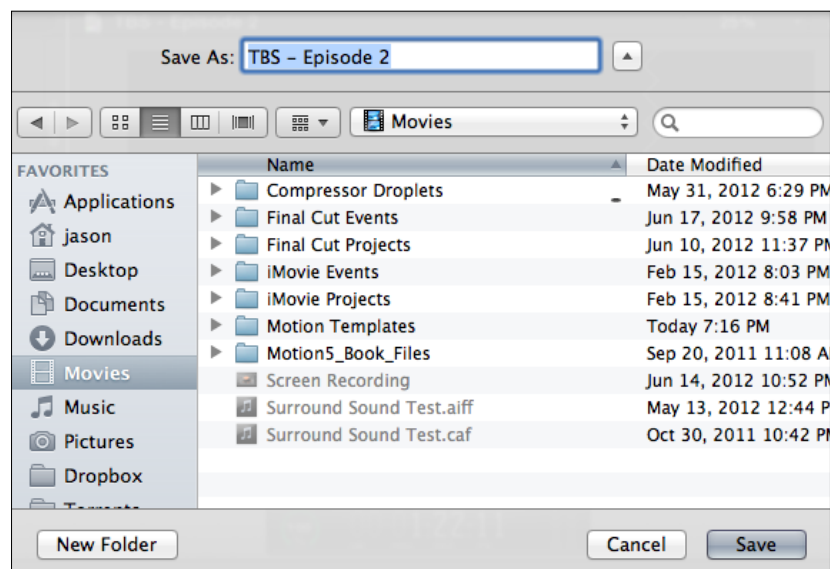 Save As: TBS – Episode 2
Movies
FAVORITES
Applications
jason
Desktop
Documents
Downloads
Movies
Music
Pictures
Dropbox
Name Date Modified
Compressor Droplets May 31, 2012 6:29 PM
Final Cut Events Jun 17, 2012 9:58 PM
Final Cut Projects Jun 10, 2012 11:37 PM
iMovie Events Feb 15, 2012 8:03 PM
iMovie Projects Feb 15, 2012 8:41 PM
Motion Templates Today 7:16 PM
Motion5_Book_Files Sep 20, 2011 11:08 A
Screen Recording Jun 14, 2012 10:52 PM
Surround Sound Test.aiff May 13, 2012 12:44 P
Surround Sound Test.caf Oct 30, 2011 10:42 PM
New Folder Cancel Save